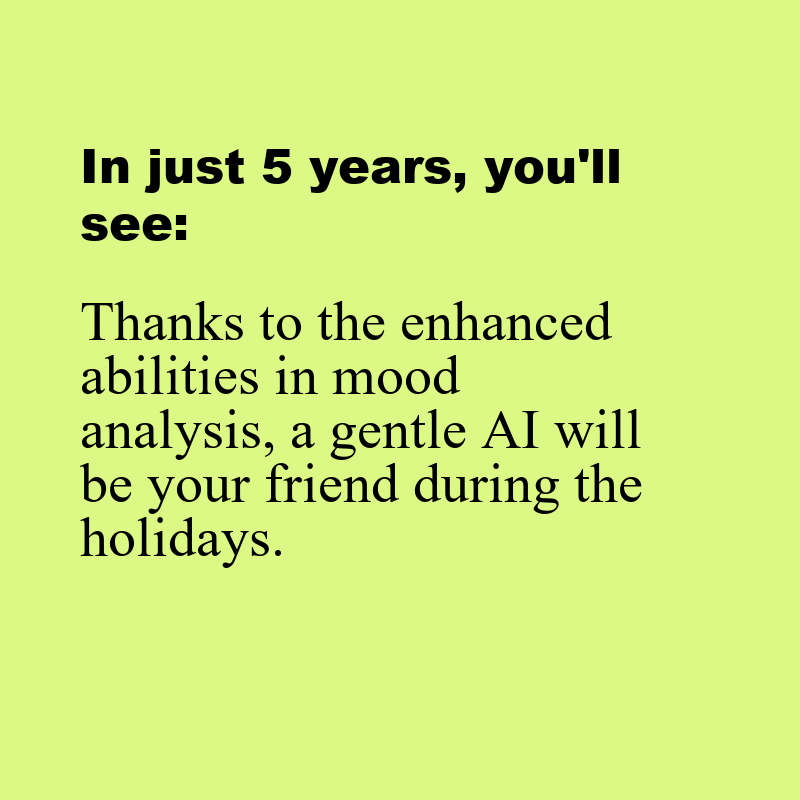 In just 5 years, you'll
see:
Thanks to the enhanced
abilities in mood
analysis, a gentle AI will
be your friend during the
holidays.